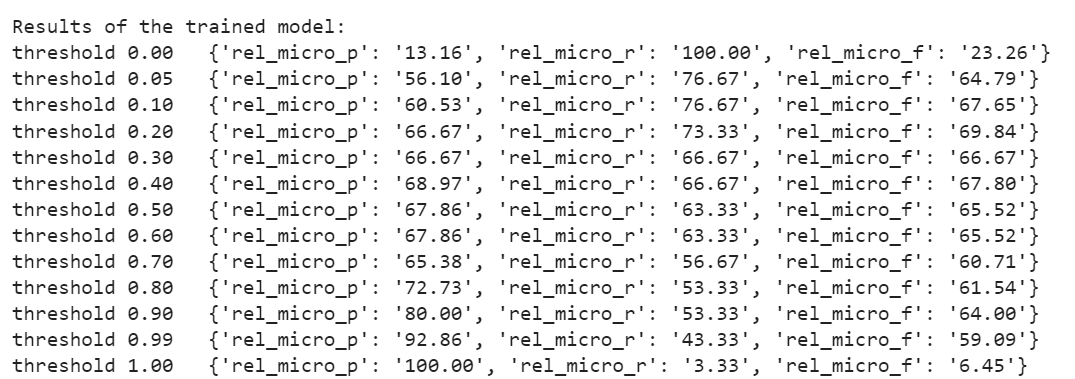 Results of the trained model:
threshold 0.00   {'rel_micro_p': '13.16', 'rel_micro_r': '100.00', 'rel_micro_f': '23.26'}
threshold 0.05   {'rel_micro_p': '56.10', 'rel_micro_r': '76.67', 'rel_micro_f': '64.79'}
threshold 0.10   {'rel_micro_p': '60.53', 'rel_micro_r': '76.67', 'rel_micro_f': '67.65'}
threshold 0.20   {'rel_micro_p': '66.67', 'rel_micro_r': '73.33', 'rel_micro_f': '69.84'}
threshold 0.30   {'rel_micro_p': '66.67', 'rel_micro_r': '66.67', 'rel_micro_f': '66.67'}
threshold 0.40   {'rel_micro_p': '68.97', 'rel_micro_r': '66.67', 'rel_micro_f': '67.80'}
threshold 0.50   {'rel_micro_p': '67.86', 'rel_micro_r': '63.33', 'rel_micro_f': '65.52'}
threshold 0.60   {'rel_micro_p': '67.86', 'rel_micro_r': '63.33', 'rel_micro_f': '65.52'}
threshold 0.70   {'rel_micro_p': '65.38', 'rel_micro_r': '56.67', 'rel_micro_f': '60.71'}
threshold 0.80   {'rel_micro_p': '72.73', 'rel_micro_r': '53.33', 'rel_micro_f': '61.54'}
threshold 0.90   {'rel_micro_p': '80.00', 'rel_micro_r': '53.33', 'rel_micro_f': '64.00'}
threshold 0.99   {'rel_micro_p': '92.86', 'rel_micro_r': '43.33', 'rel_micro_f': '59.09'}
threshold 1.00   {'rel_micro_p': '100.00', 'rel_micro_r': '3.33', 'rel_micro_f': '6.45'}